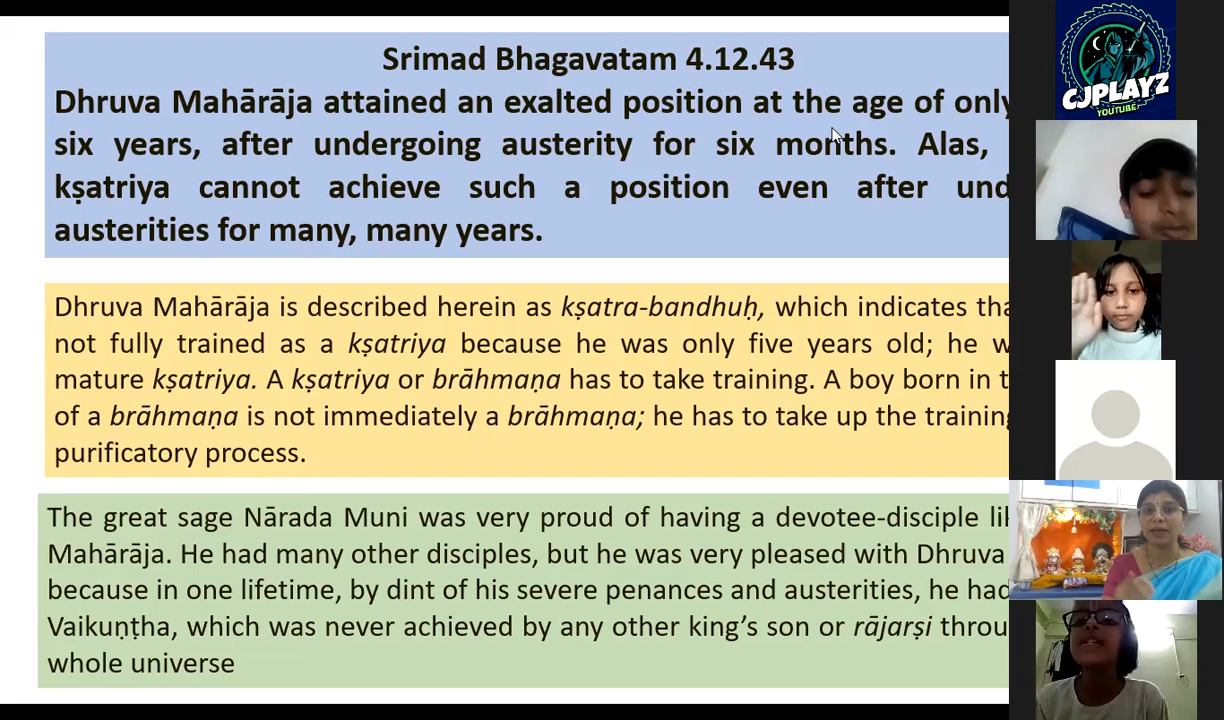 Srimad Bhagavatam 4.12.43
Dhruva Mahārāja attained an exalted position at the age of only
six years, after undergoing austerity for six months. Alas,
kṣatriya cannot achieve such a position even after und
austerities for many, many years.
Dhruva Mahārāja is described herein as kṣatra-bandhuḥ, which indicates tha
not fully trained as a kṣatriya because he was only five years old; he w
mature kṣatriya. A kṣatriya or brāhmaṇa has to take training. A boy born in t
of a brāhmaṇa is not immediately a brāhmaṇa; he has to take up the training
purificatory process.
The great sage Nārada Muni was very proud of having a devotee-disciple lik
Mahārāja. He had many other disciples, but he was very pleased with Dhruva
because in one lifetime, by dint of his severe penances and austerities, he had
Vaikuṇṭha, which was never achieved by any other king’s son or rājarṣi throu
whole universe
CJPLAYZ
YOUTUBE